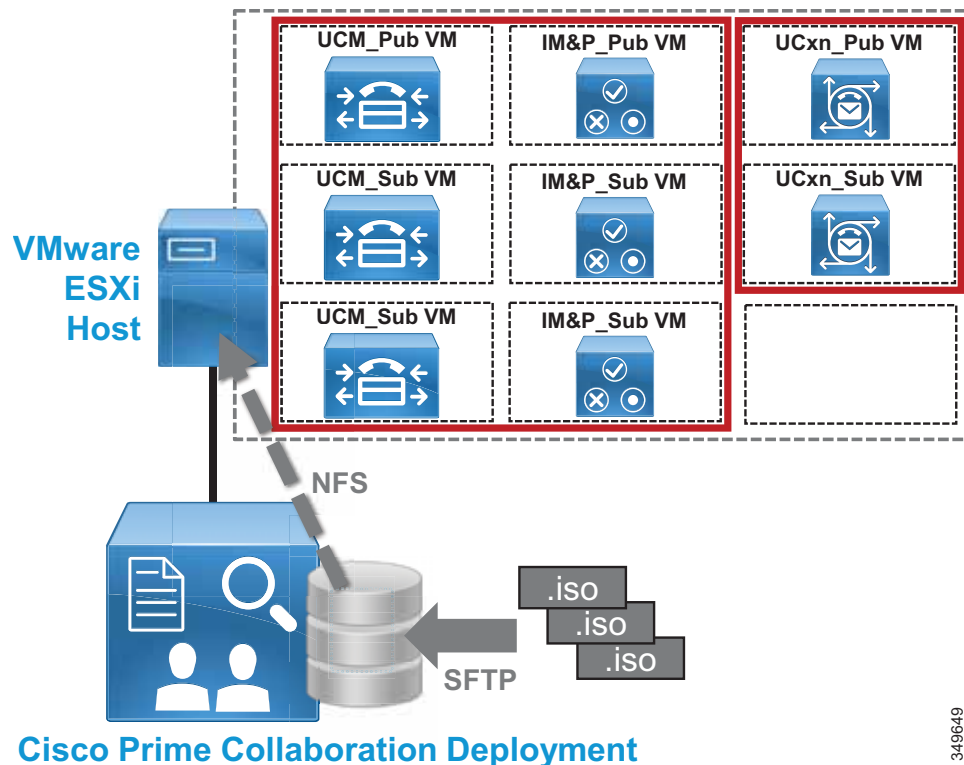 UCM_Pub VM
IM&P_Pub VM
UCxn_Pub VM
UCM_Sub VM
IM&P_Sub VM
UCxn_Sub VM
VMware
ESXi
Host
UCM_Sub VM
IM&P_Sub VM
NFS
.iso
.iso
.iso
SFTP
Cisco Prime Collaboration Deployment
349649